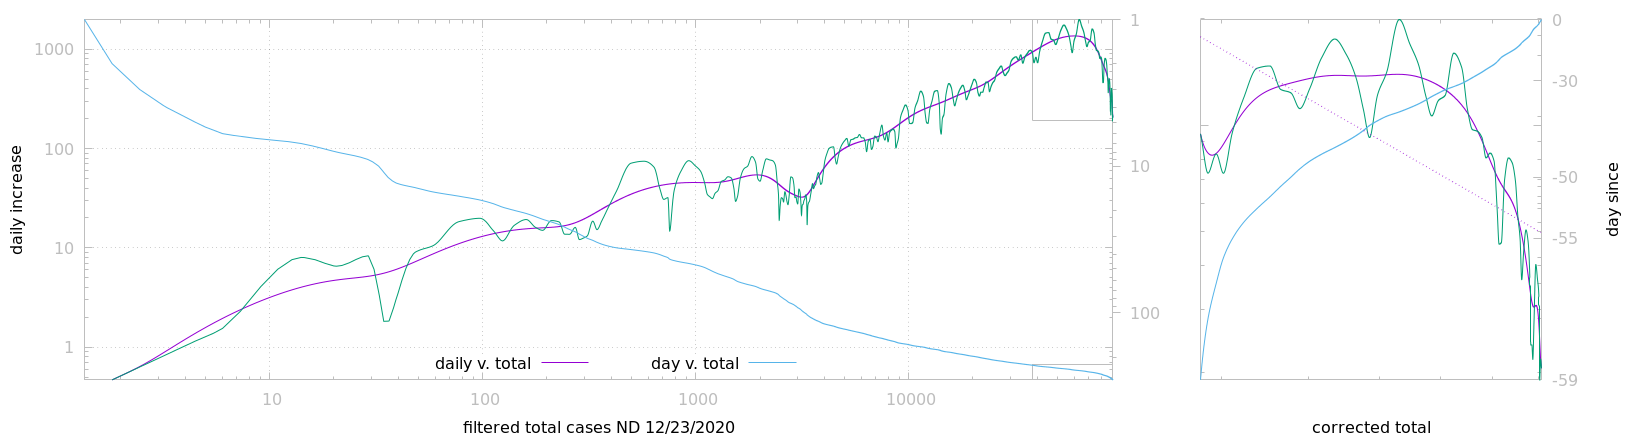 1000
100
10
1
daily increase
10
100
1000
10000
filtered total cases ND 12/23/2020
daily v. total
day v. total
1
10
100
0
-30
-50
-55
-59
day since
corrected total